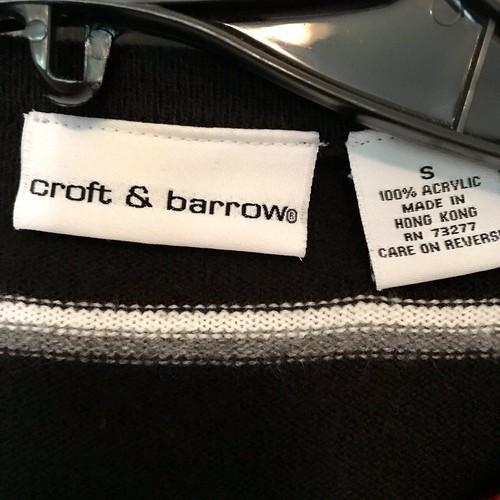 croft & barrow®
S
100% ACRYLIC
MADE IN
HONG KONG
RN 73277
CARE ON REVERSE